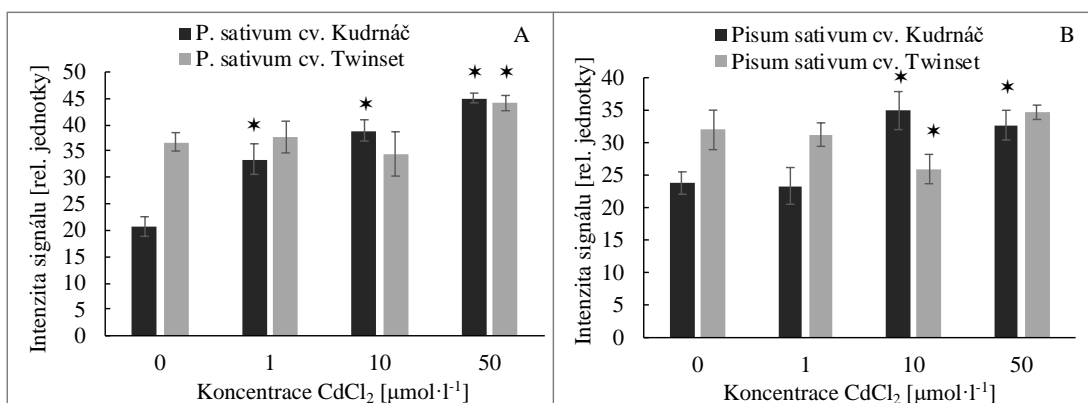 P. sativum cv. Kudrnáč
P. sativum cv. Twinset
A
Intenzita signálu [rel. jednotky]
50
45
40
35
30
25
20
15
10
5
0
0 1 10 50
Koncentrace CdCl₂ [µmol·l⁻¹]
Pisum sativum cv. Kudrnáč
Pisum sativum cv. Twinset
B
Intenzita signálu [rel. jednotky]
40
35
30
25
20
15
10
5
0
0 1 10 50
Koncentrace CdCl₂ [µmol·l⁻¹]